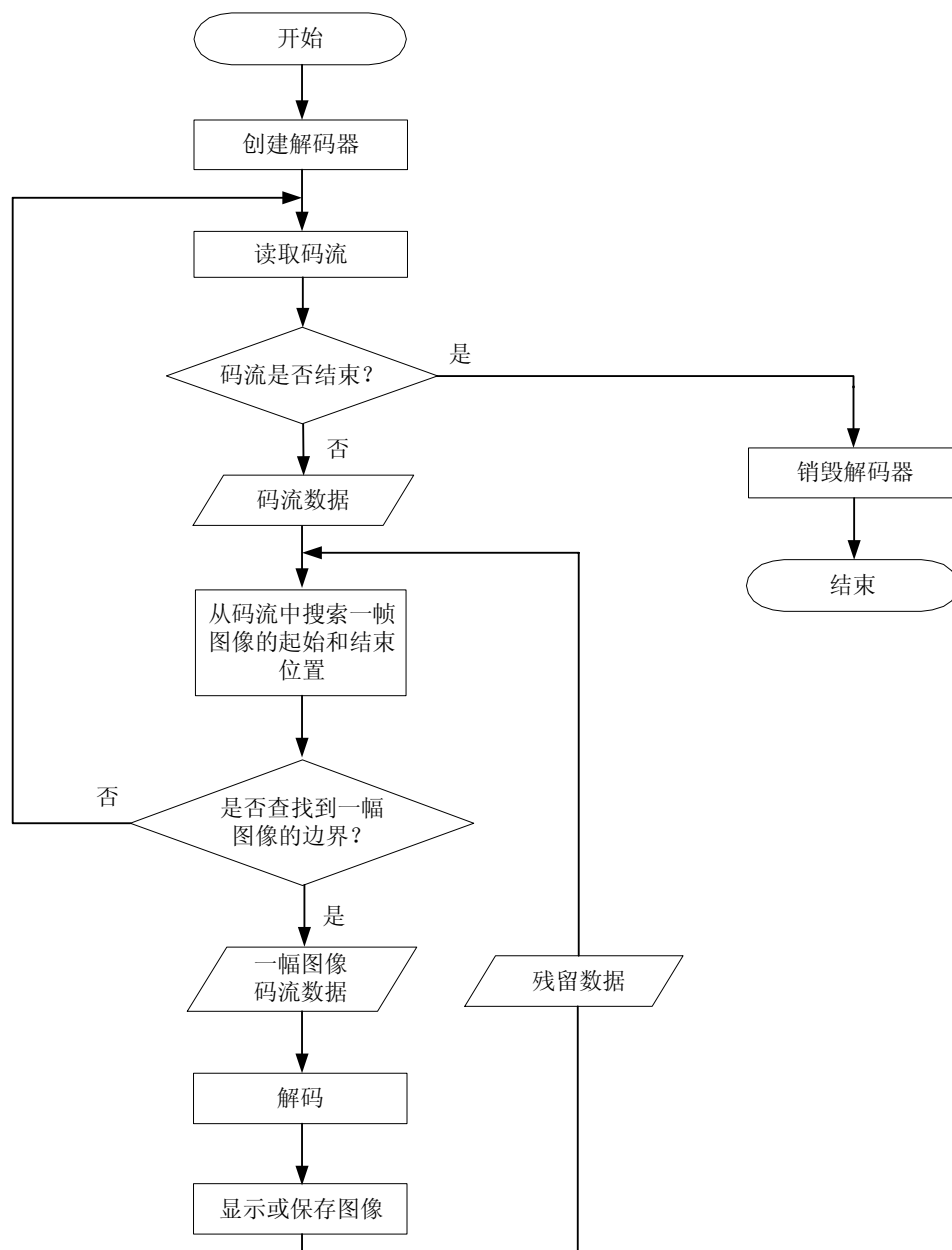 开始
创建解码器
读取码流
码流是否结束？
是
否
码流数据
销毁解码器
结束
从码流中搜索一帧
图像的起始和结束
位置
否
是否查找到一幅
图像的边界？
是
一幅图像
码流数据
残留数据
解码
显示或保存图像